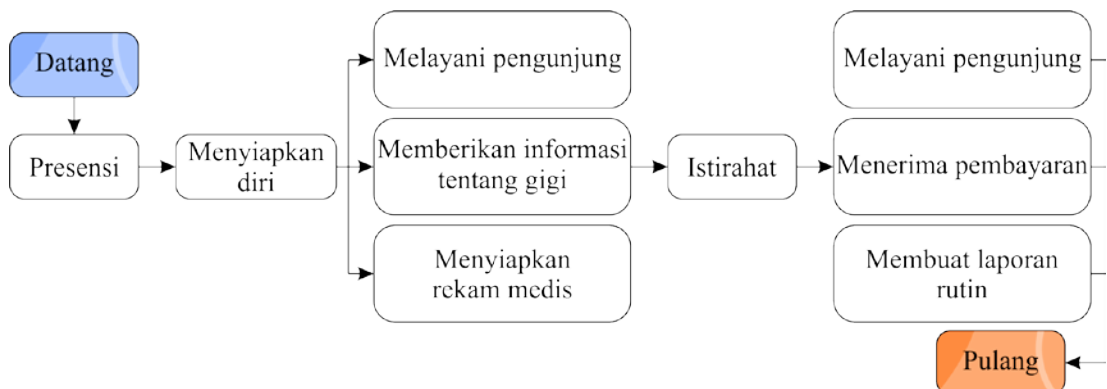 Datang
Presensi
Menyiapkan
diri
Melayani pengunjung
Memberikan informasi
tentang gigi
Menyiapkan
rekam medis
Istirahat
Melayani pengunjung
Menerima pembayaran
Membuat laporan
rutin
Pulang